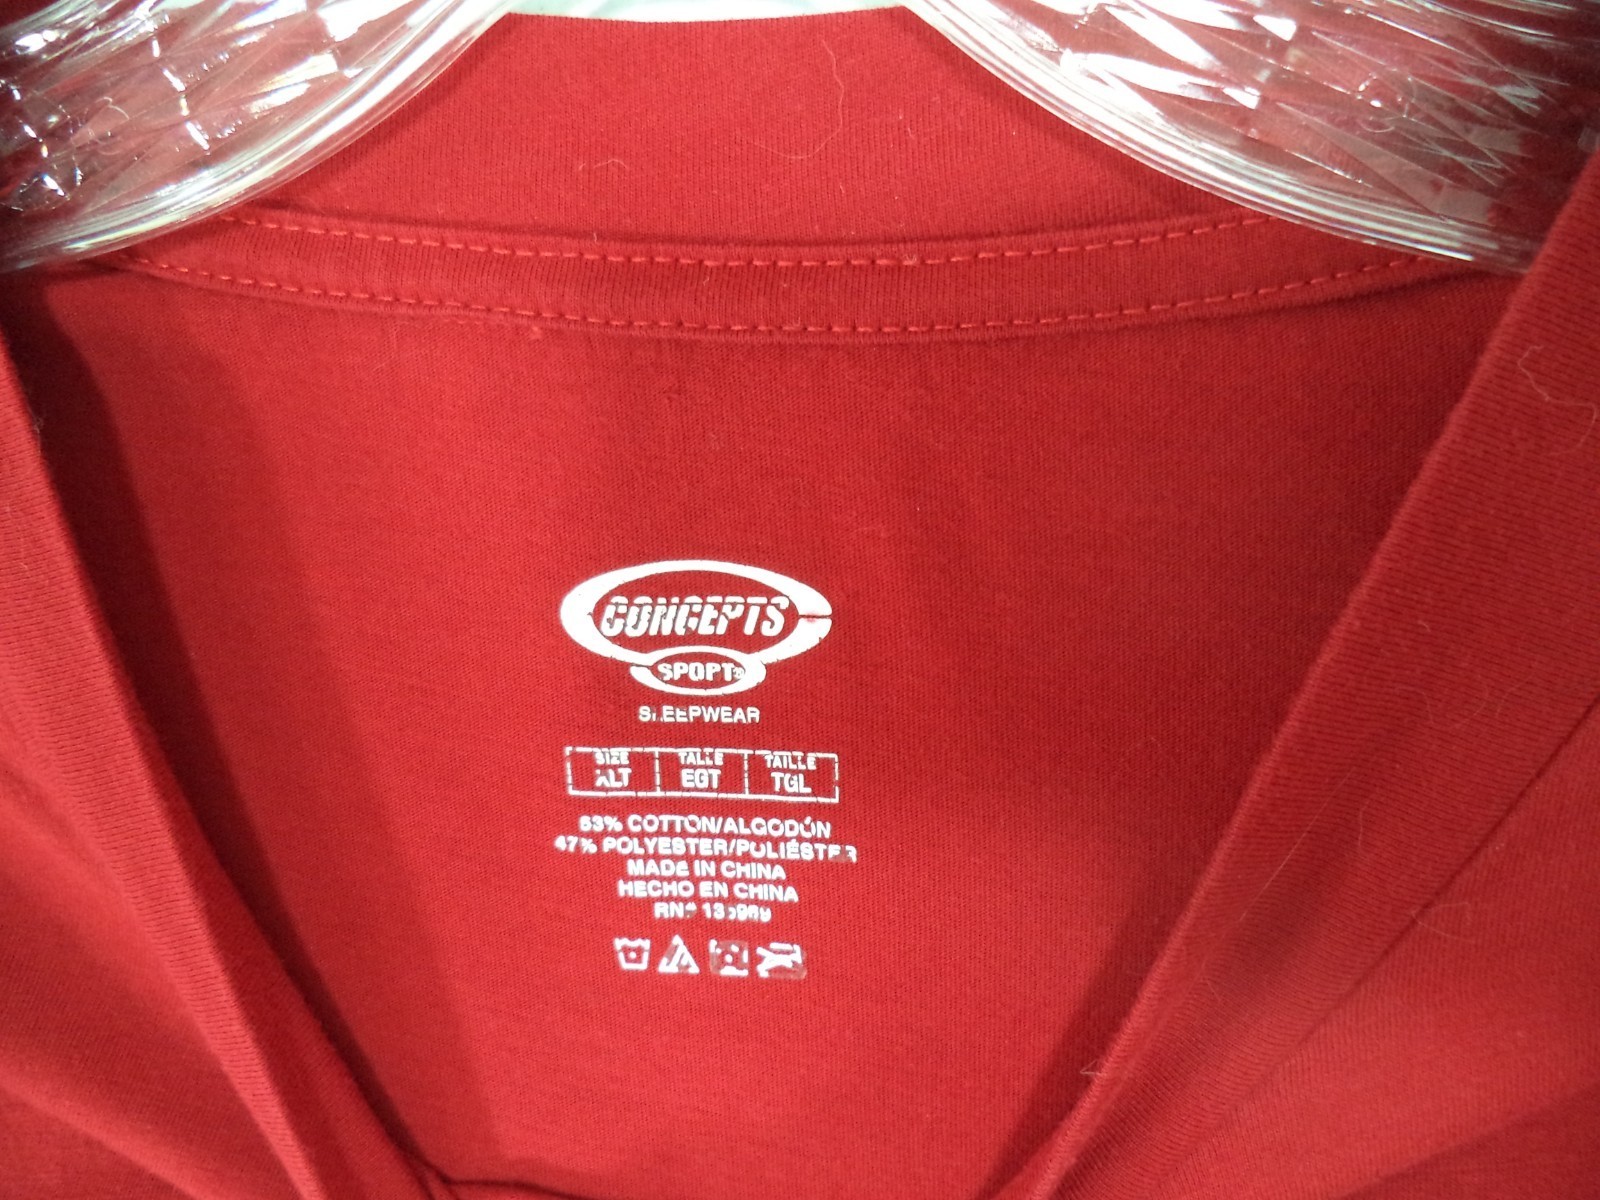 CONCEPTS
SPORT®
SLEEPWEAR
SIZE TALLE TAILLE
XLT EGT TGL
53% COTTON/ALGODÓN
47% POLYESTER/POLIÉSTER
MADE IN CHINA
HECHO EN CHINA
RN#